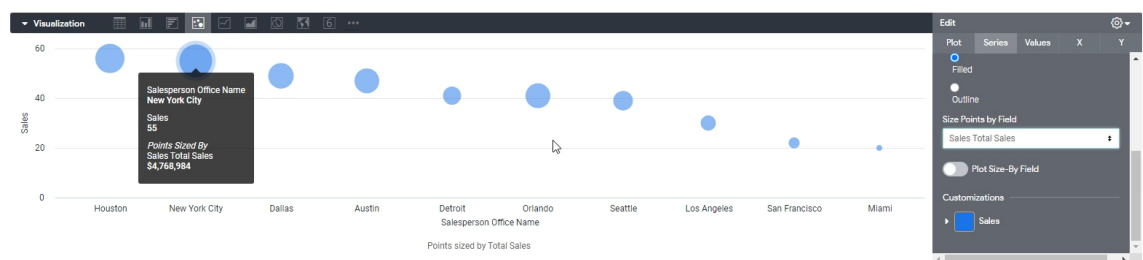 Visualization
6
Edit
Plot Series Values X Y
Filled
Outline
Size Points by Field
Sales Total Sales
Plot Size-By Field
Customizations
Sales
60
40
20
0
Sales
Salesperson Office Name
New York City
Sales
55
Points Sized By
Sales Total Sales
$4,768,984
Houston New York City Dallas Austin Detroit Orlando Seattle Los Angeles San Francisco Miami
Salesperson Office Name
Points sized by Total Sales